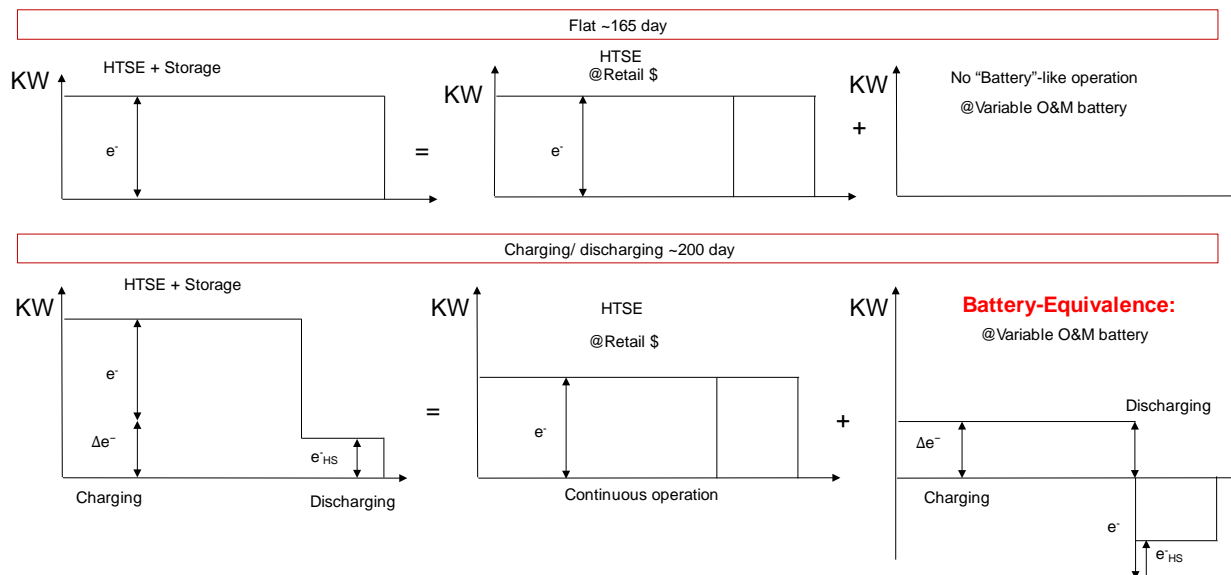 Flat ~165 day
KW
HTSE + Storage
e-
=
KW
HTSE
@Retail $
e-
+
KW
No “Battery”-like operation
@Variable O&M battery
Charging/ discharging ~200 day
KW
HTSE + Storage
e-
Δe−
e-HS
Charging
Discharging
=
KW
HTSE
@Retail $
e-
Continuous operation
+
KW
Battery-Equivalence:
@Variable O&M battery
Discharging
Δe−
Charging
e-
e-HS